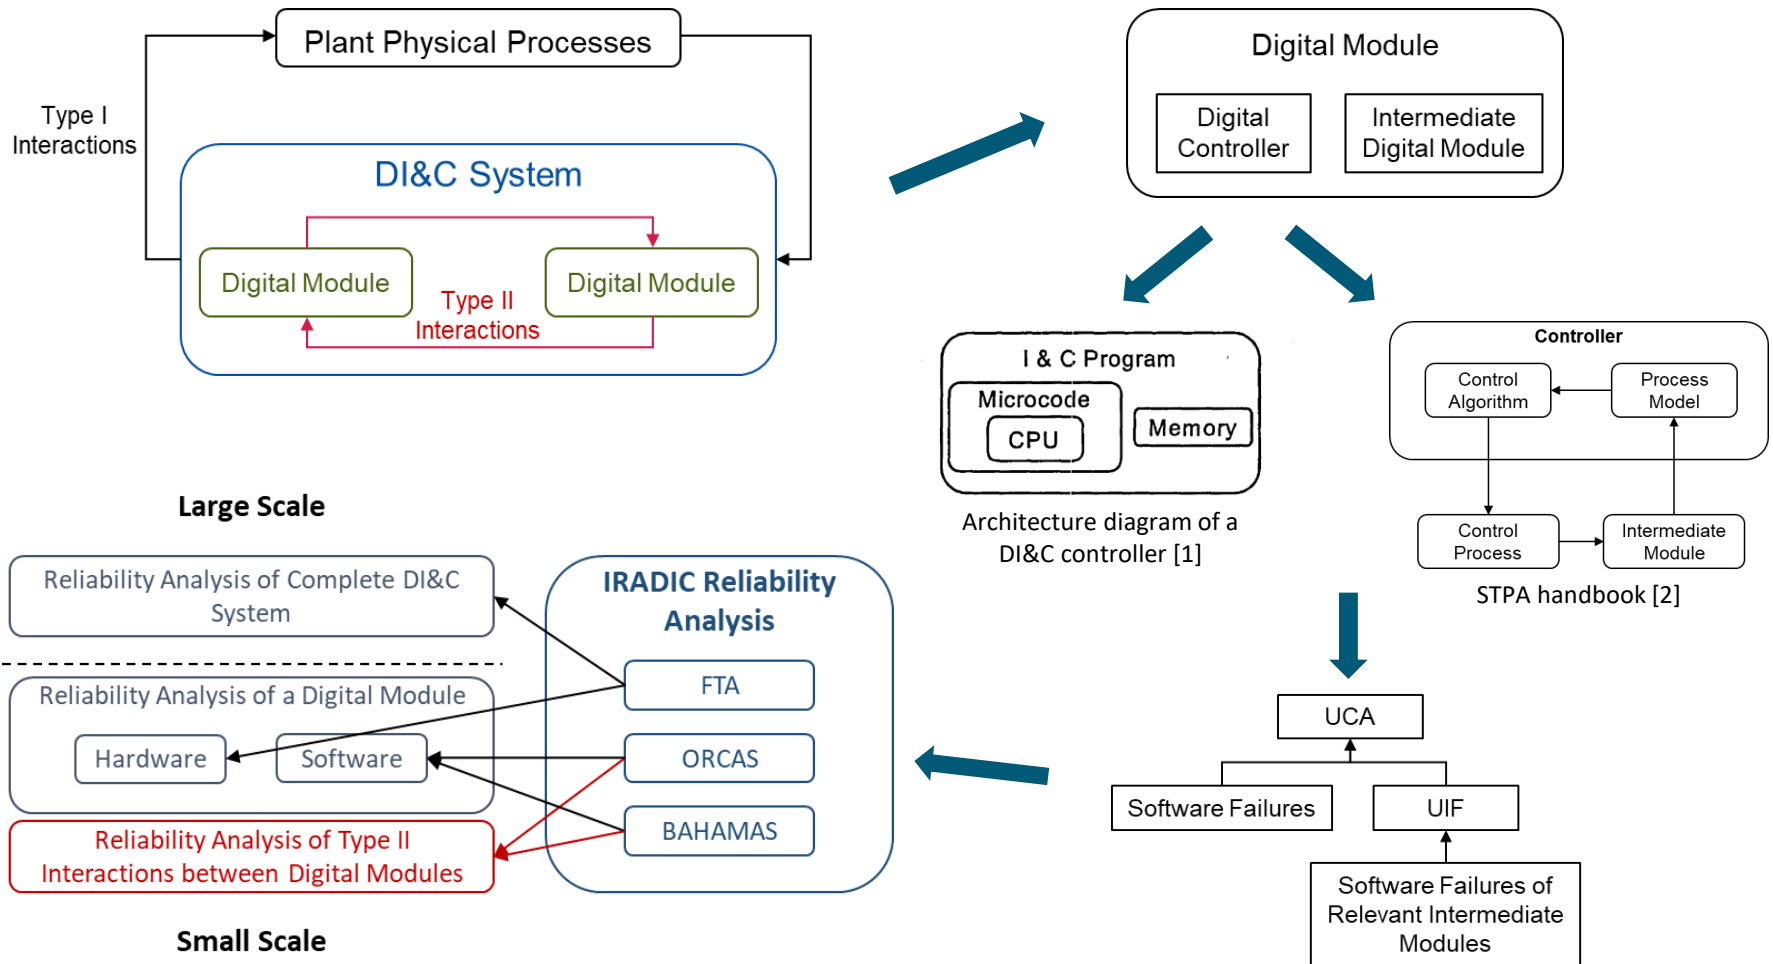 Plant Physical Processes
Type I
Interactions
DI&C System
Digital Module
Digital Module
Type II
Interactions
Digital Module
Digital
Controller
Intermediate
Digital Module
I & C Program
Microcode
CPU
Memory
Architecture diagram of a
DI&C controller [1]
Controller
Control
Algorithm
Process
Model
Control
Process
Intermediate
Module
STPA handbook [2]
UCA
Software Failures
UIF
Software Failures of
Relevant Intermediate
Modules
Large Scale
Reliability Analysis of Complete DI&C
System
Reliability Analysis of a Digital Module
Hardware
Software
Reliability Analysis of Type II
Interactions between Digital Modules
Small Scale
IRADIC Reliability
Analysis
FTA
ORCAS
BAHAMAS